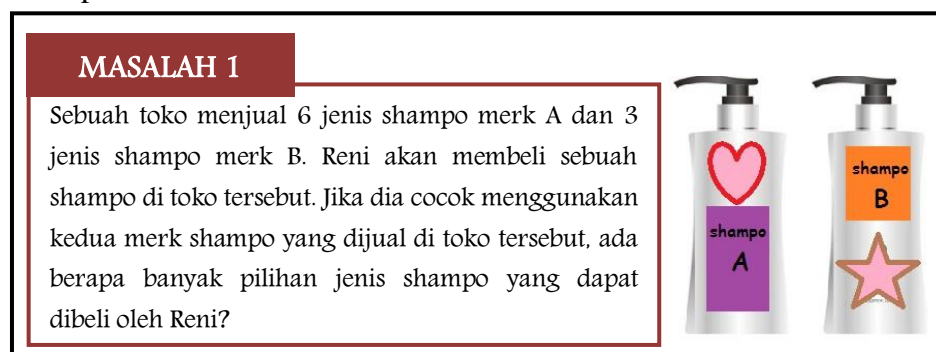 MASALAH 1
Sebuah toko menjual 6 jenis shampo merk A dan 3
jenis shampo merk B. Reni akan membeli sebuah
shampo di toko tersebut. Jika dia cocok menggunakan
kedua merk shampo yang dijual di toko tersebut, ada
berapa banyak pilihan jenis shampo yang dapat
dibeli oleh Reni?
shampo
A
shampo
B